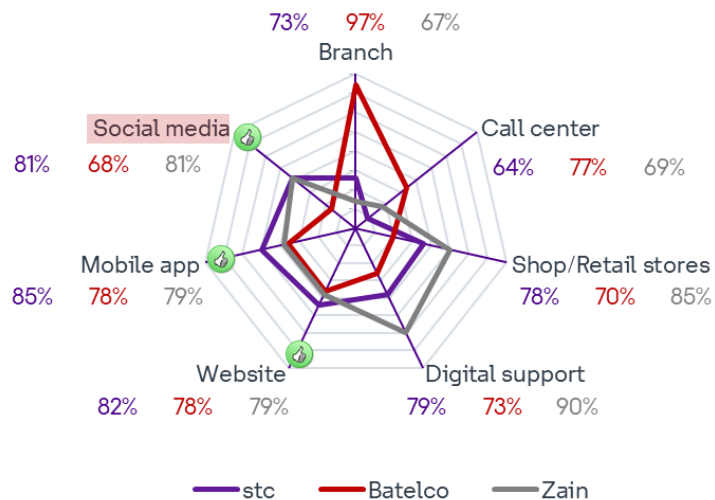 73% 97% 67%
Branch
Social media
Call center
81% 68% 81%
64% 77% 69%
Mobile app
Shop/Retail stores
85% 78% 79%
78% 70% 85%
Website
Digital support
82% 78% 79%
79% 73% 90%
stc Batelco Zain